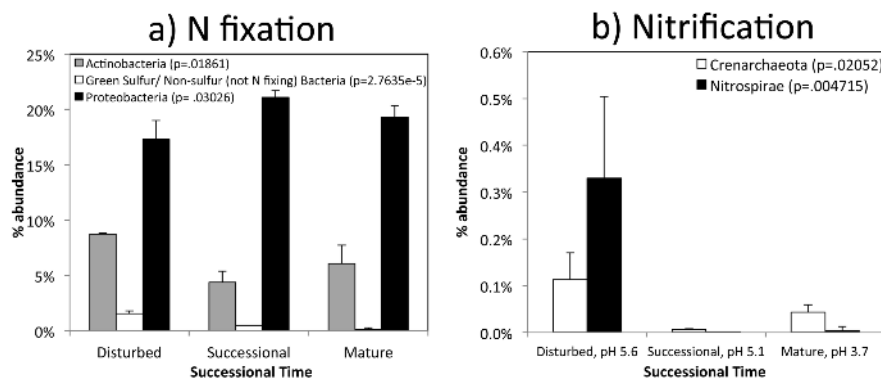 a) N fixation
25%
20%
15%
10%
5%
0%
% abundance
Actinobacteria (p=.01861)
Green Sulfur/ Non-sulfur (not N fixing) Bacteria (p=2.7635e-5)
Proteobacteria (p= .03026)
Disturbed Successional Mature
Successional Time
b) Nitrification
0.6%
0.5%
0.4%
0.3%
0.2%
0.1%
0.0%
% abundance
Crenarchaeota (p=.02052)
Nitrospirae (p=.004715)
Disturbed, pH 5.6 Successional, pH 5.1 Mature, pH 3.7
Successional Time